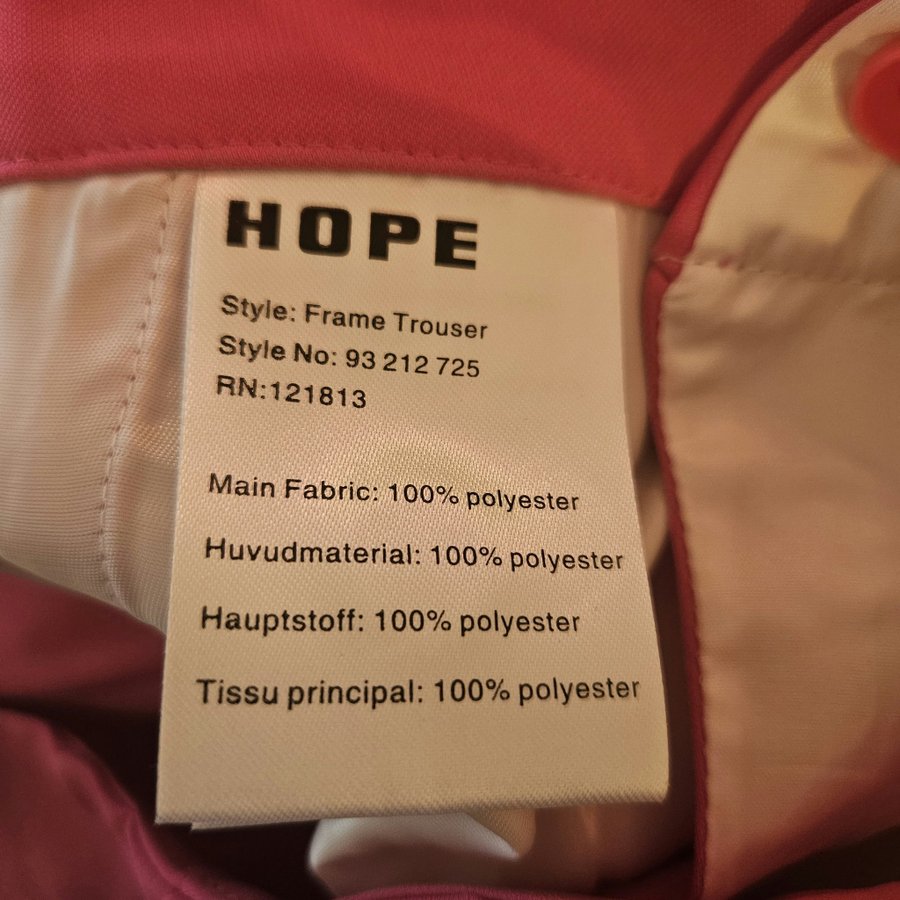 HOPE
Style: Frame Trouser
Style No: 93 212 725
RN:121813
Main Fabric: 100% polyester
Huvudmaterial: 100% polyester
Hauptstoff: 100% polyester
Tissu principal: 100% polyester